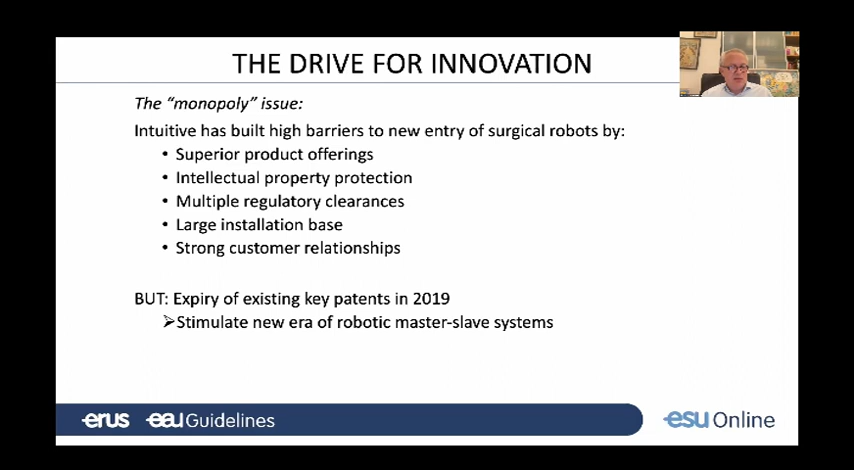 THE DRIVE FOR INNOVATION
The “monopoly” issue:
Intuitive has built high barriers to new entry of surgical robots by:
• Superior product offerings
• Intellectual property protection
• Multiple regulatory clearances
• Large installation base
• Strong customer relationships
BUT: Expiry of existing key patents in 2019
➢Stimulate new era of robotic master-slave systems
erus eau Guidelines
esu Online